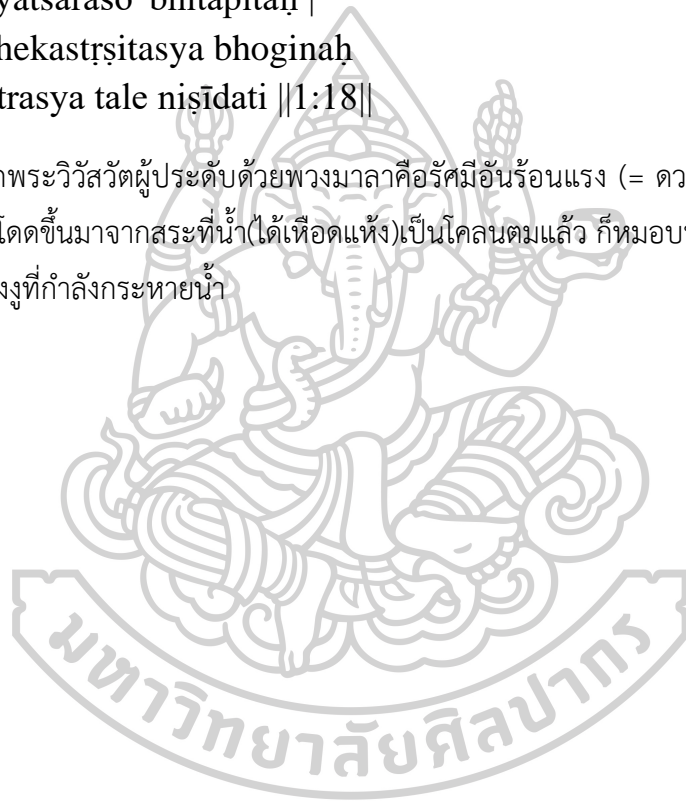 yatsaraso 'bhitāpitaḥ |
hekastṛṣitasya bhoginaḥ
trasya tale niṣīdati ||1:18||
าพระวิวัสวัตผู้ประดับด้วยพวงมาลาคือรัศมีอันร้อนแรง (= ดว
โดดขึ้นมาจากสระที่น้ำ(ได้เหือดแห้ง)เป็นโคลนตมแล้ว ก็หมอบ
งงูที่กำลังกระหายน้ำ
มหาวิทยาลัยศิลปากร